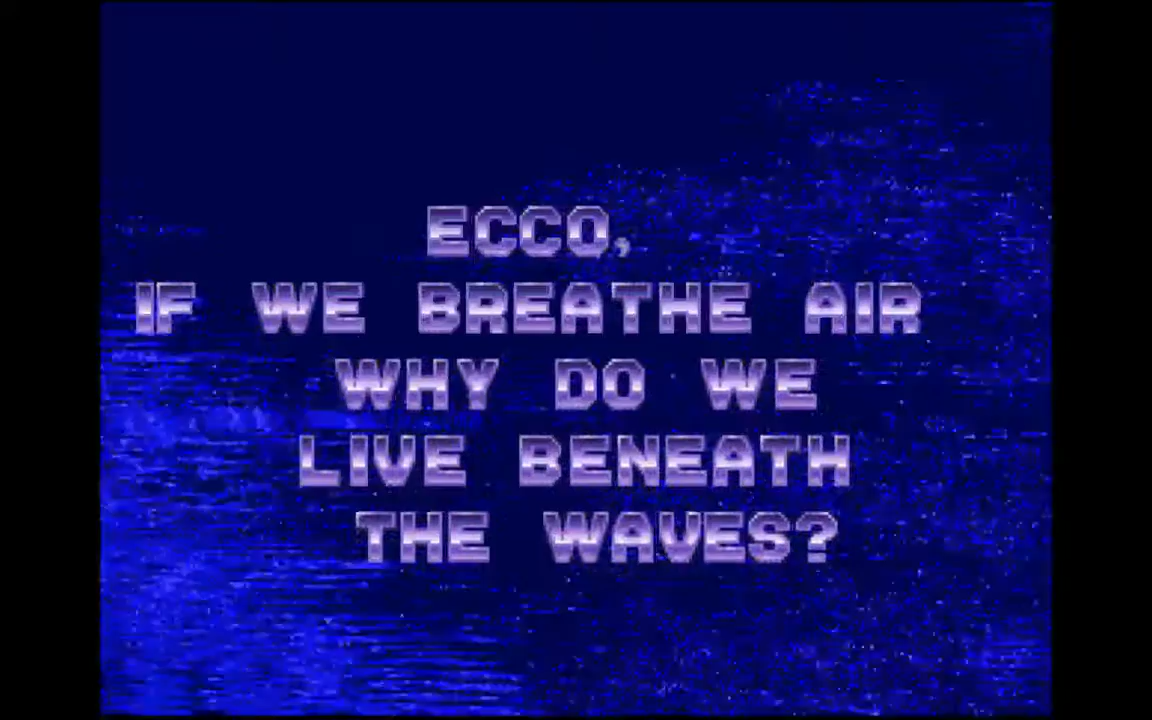 ECCO,
IF WE BREATHE AIR
WHY DO WE
LIVE BENEATH
THE WAVES?